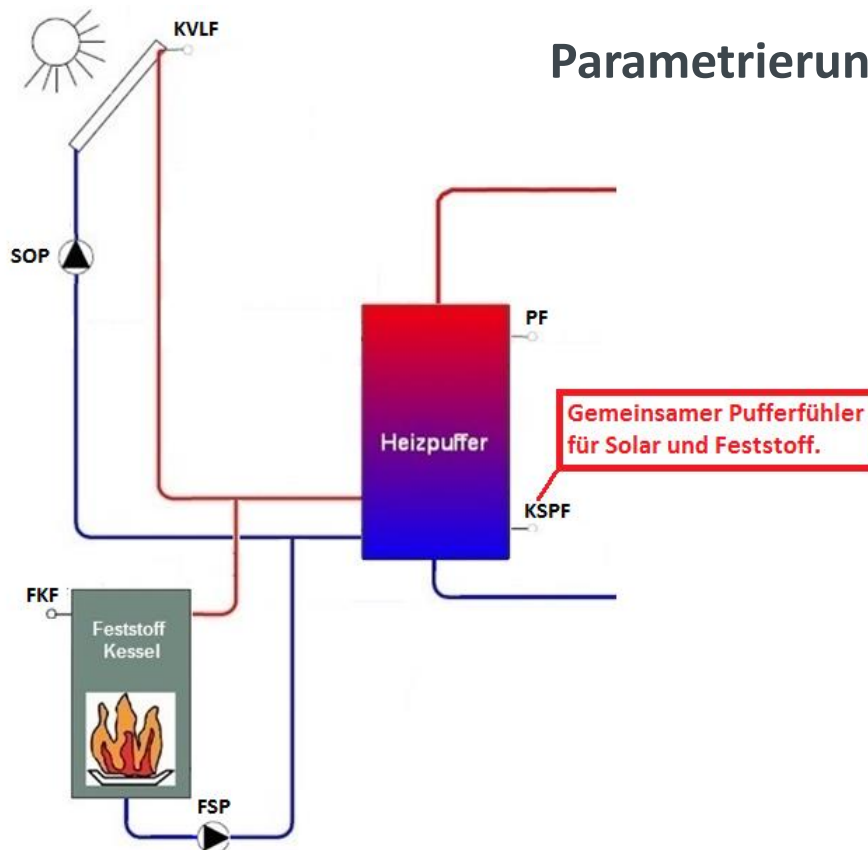 KVLF
Parametrierun
SOP
PF
Gemeinsamer Pufferfühler
für Solar und Feststoff.
Heizpuffer
KSPF
FKF
Feststoff
Kessel
FSP